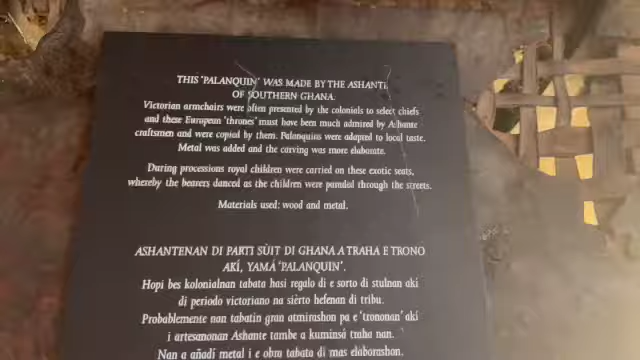 THIS 'PALANQUIN' WAS MADE BY THE ASHANTE
OF SOUTHERN GHANA.
Victorian armchairs were often presented by the colonials to select chiefs
and these European 'thrones' must have been much admired by Ashante
craftsmen and were copied by them. Palanquins were adapted to local taste.
Metal was added and the carving was more elaborate.
During processions royal children were carried on these exotic seats,
whereby the bearers danced as the children were paraded through the streets.
Materials used: wood and metal.
ASHANTENAN DI PARTI SÙIT DI GHANA A TRAHA E TRONO
AKÍ, YAMÁ 'PALANQUIN'.
Hopi bes kolonialnan tabata hasi regalo di e sorto di stulnan akí
di periodo victoriano na sièrto hefenan di tribu.
Probablemente nan tabatin gran atmirashon pa e 'trononan' akí
i artesanonan Ashante tambe a kuminsá traha nan.
Nan a añadí metal i e obra tabata di mas elaborashon.